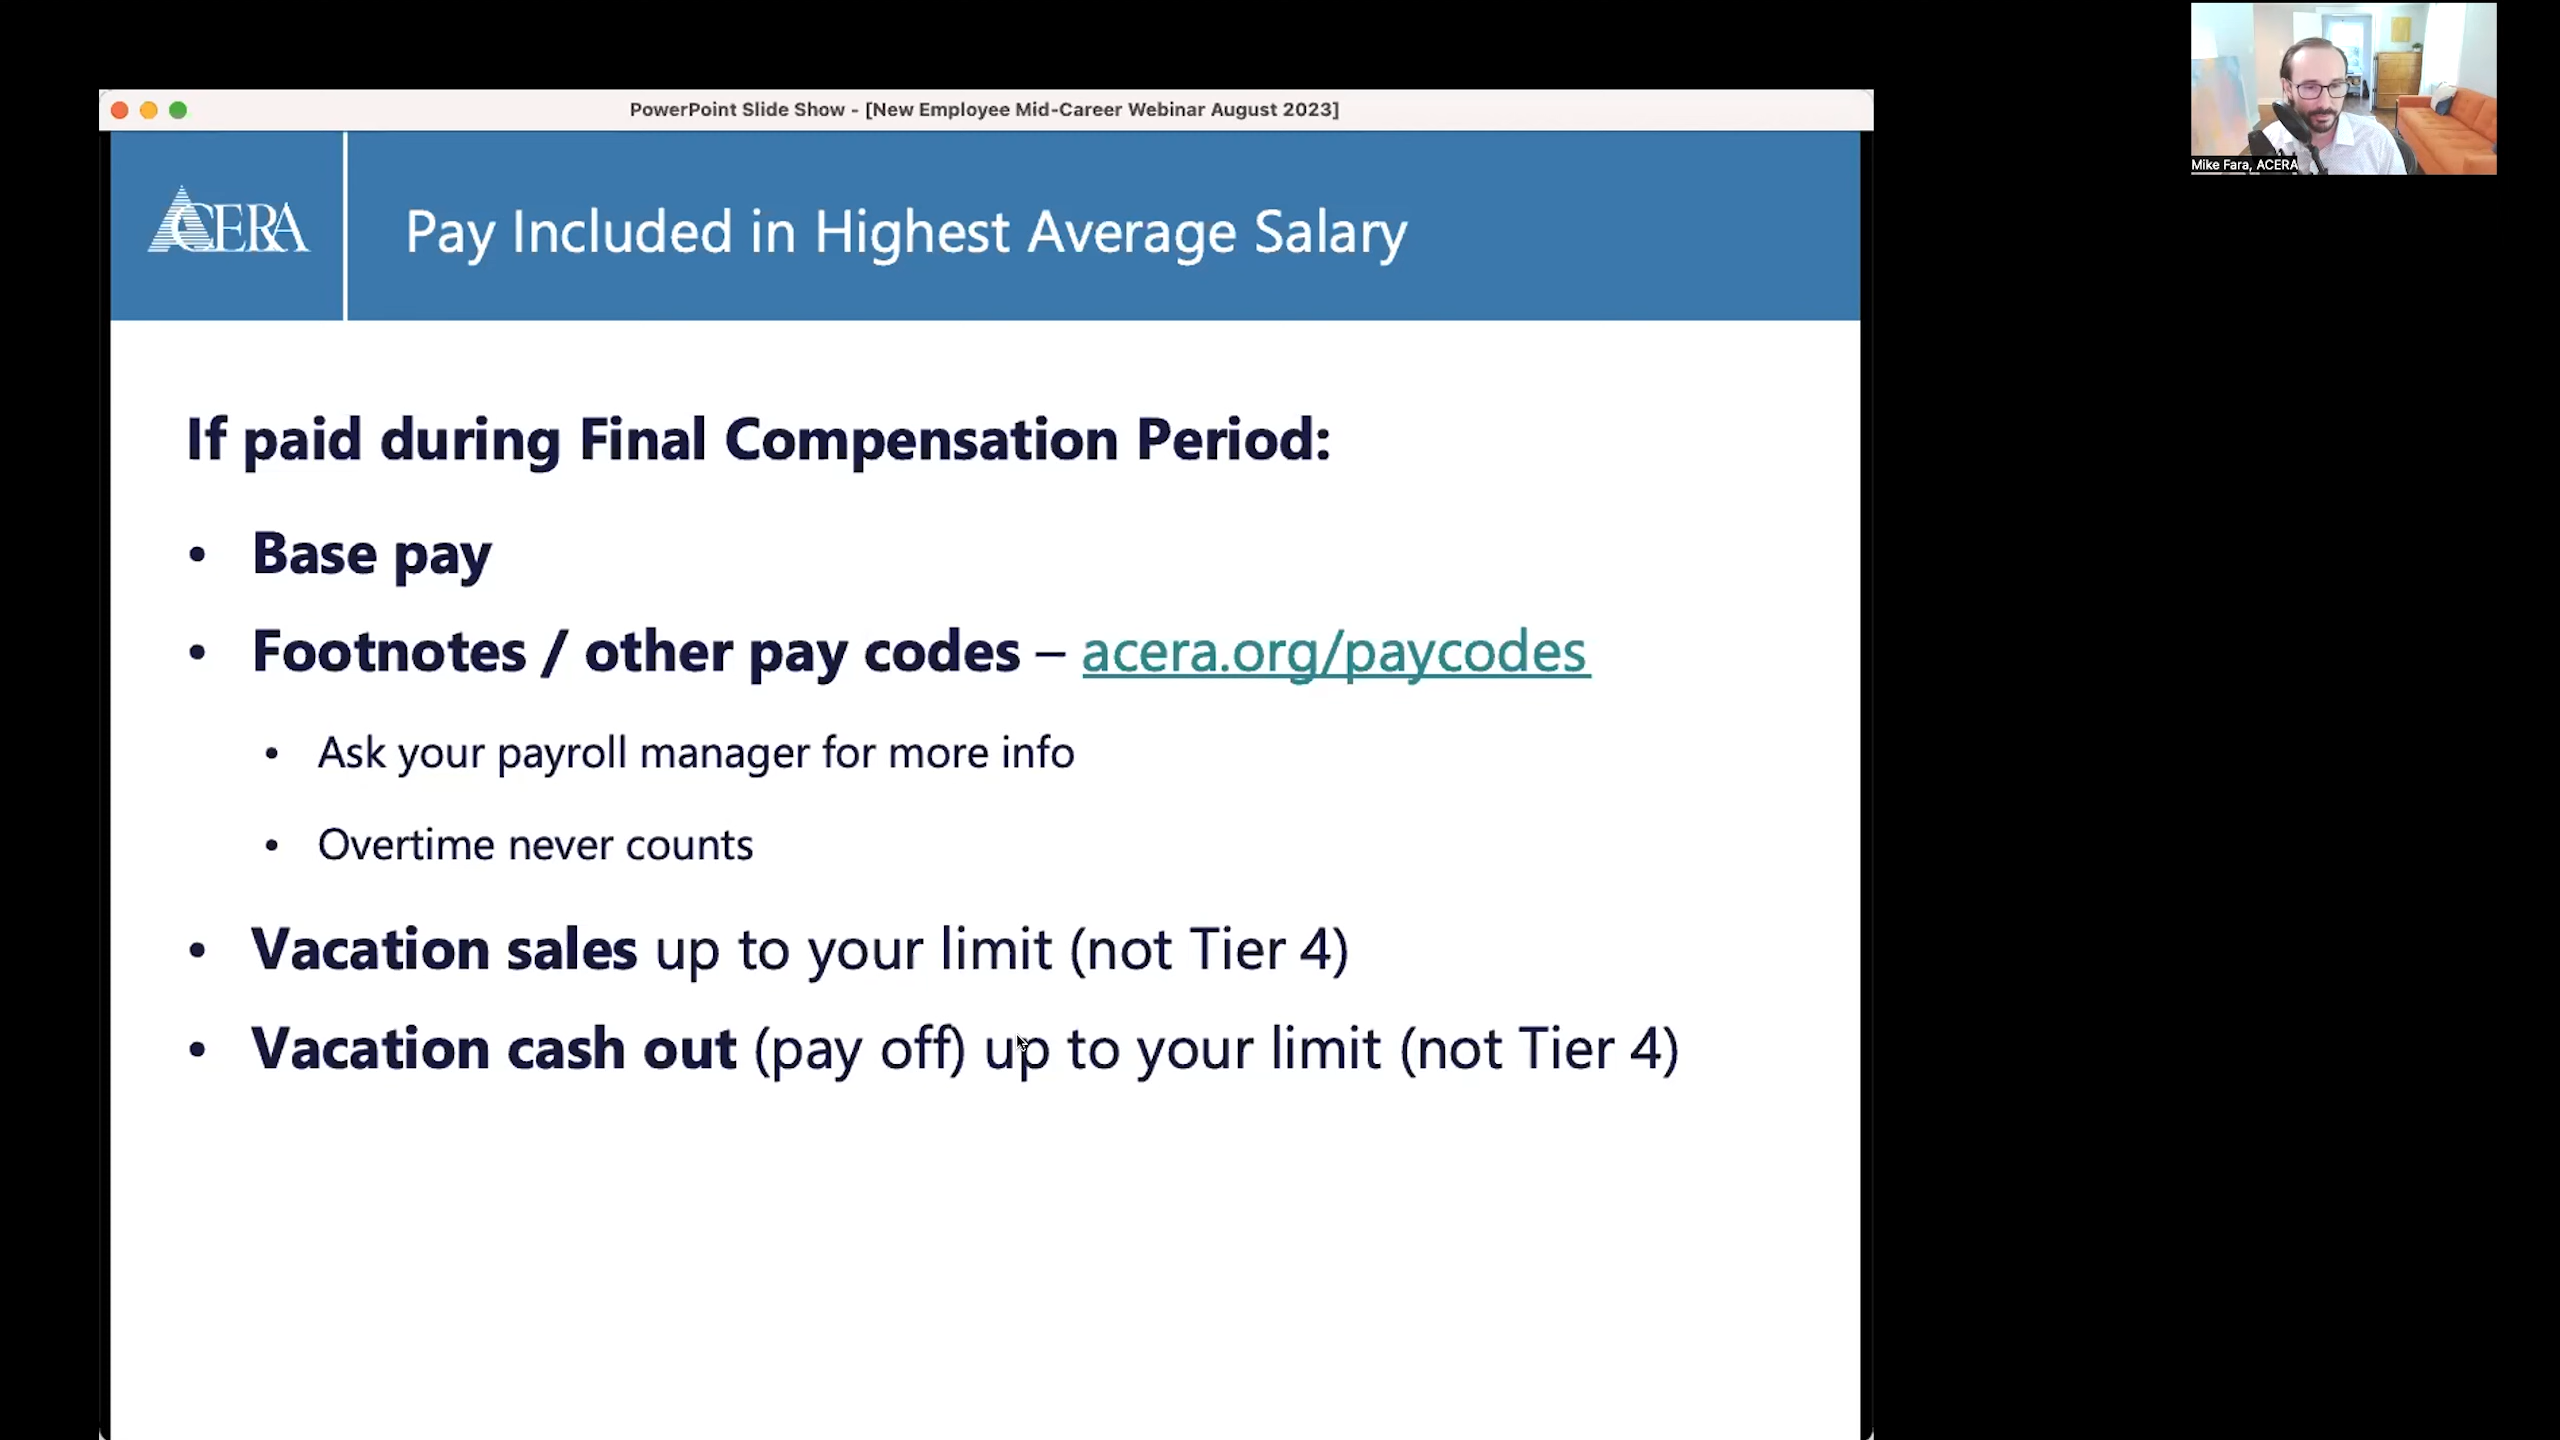 PowerPoint Slide Show - [New Employee Mid-Career Webinar August 2023]
Mike Fara, ACERA
ACERA
Pay Included in Highest Average Salary
If paid during Final Compensation Period:
• Base pay
• Footnotes / other pay codes – acera.org/paycodes
• Ask your payroll manager for more info
• Overtime never counts
• Vacation sales up to your limit (not Tier 4)
• Vacation cash out (pay off) up to your limit (not Tier 4)